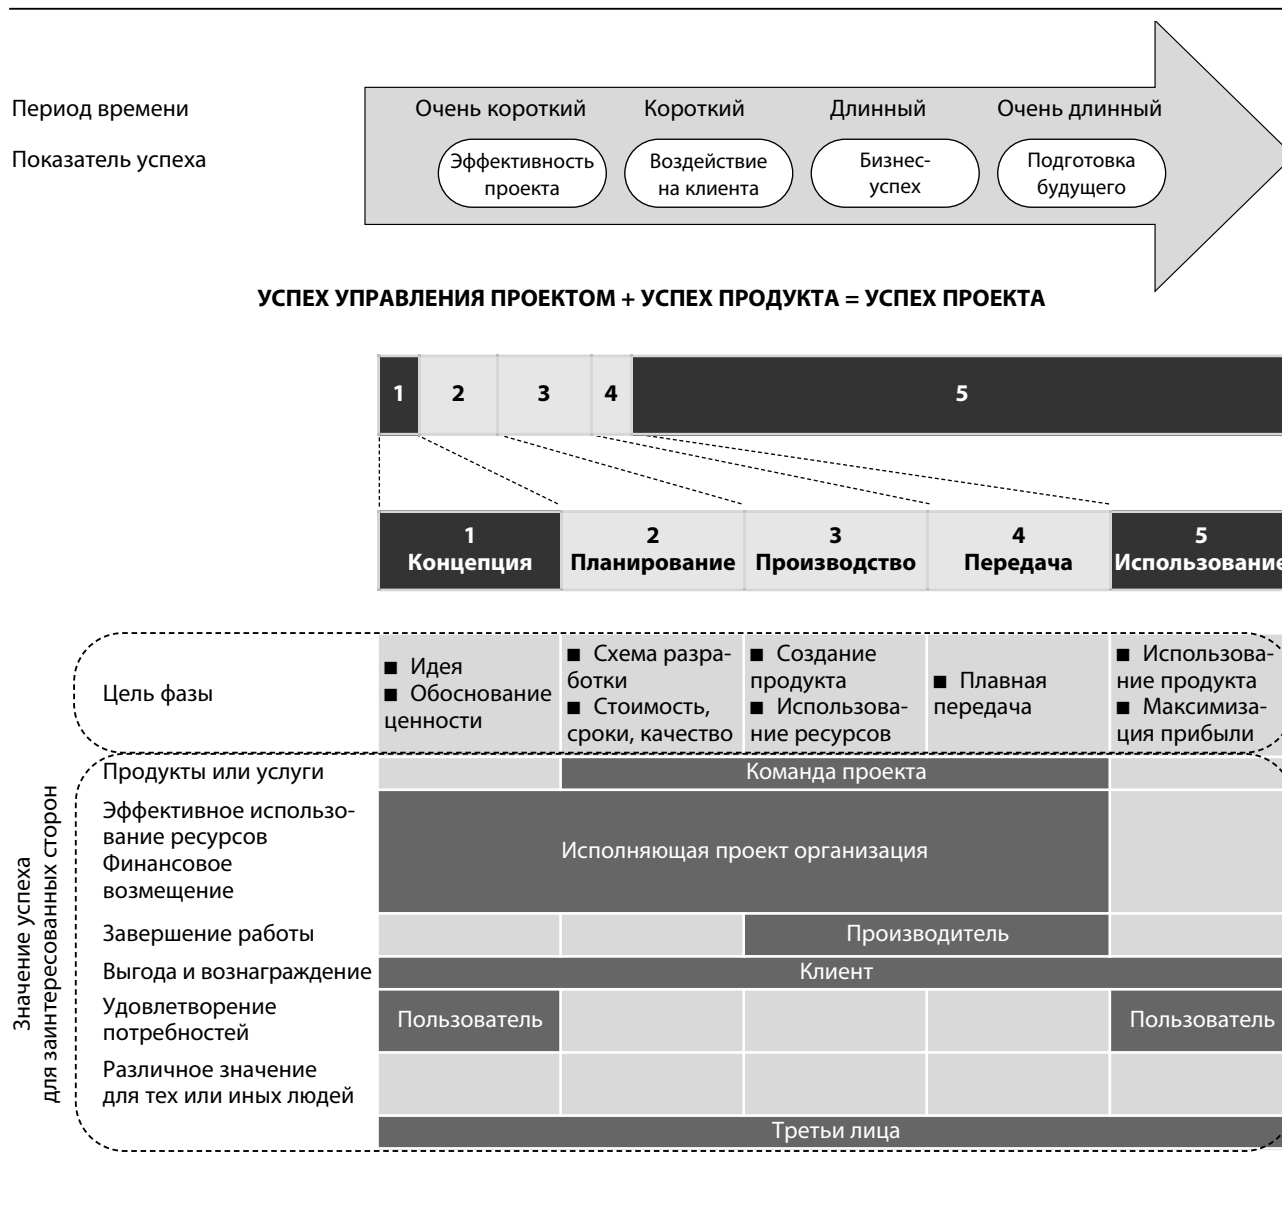 Период времени
Очень короткий
Короткий
Длинный
Очень длинный
Показатель успеха
Эффективность
проекта
Воздействие
на клиента
Бизнес-
успех
Подготовка
будущего
УСПЕХ УПРАВЛЕНИЯ ПРОЕКТОМ + УСПЕХ ПРОДУКТА = УСПЕХ ПРОЕКТА
1
2
3
4
5
1
Концепция
2
Планирование
3
Производство
4
Передача
5
Использование
Цель фазы
■ Идея
■ Обоснование
ценности
■ Схема разра-
ботки
■ Стоимость,
сроки, качество
■ Создание
продукта
■ Использова-
ние ресурсов
■ Плавная
передача
■ Использова-
ние продукта
■ Максимиза-
ция прибыли
Значение успеха
для заинтересованных сторон
Продукты или услуги
Команда проекта
Эффективное использо-
вание ресурсов
Финансовое
возмещение
Исполняющая проект организация
Завершение работы
Производитель
Выгода и вознаграждение
Клиент
Удовлетворение
потребностей
Пользователь
Пользователь
Различное значение
для тех или иных людей
Третьи лица